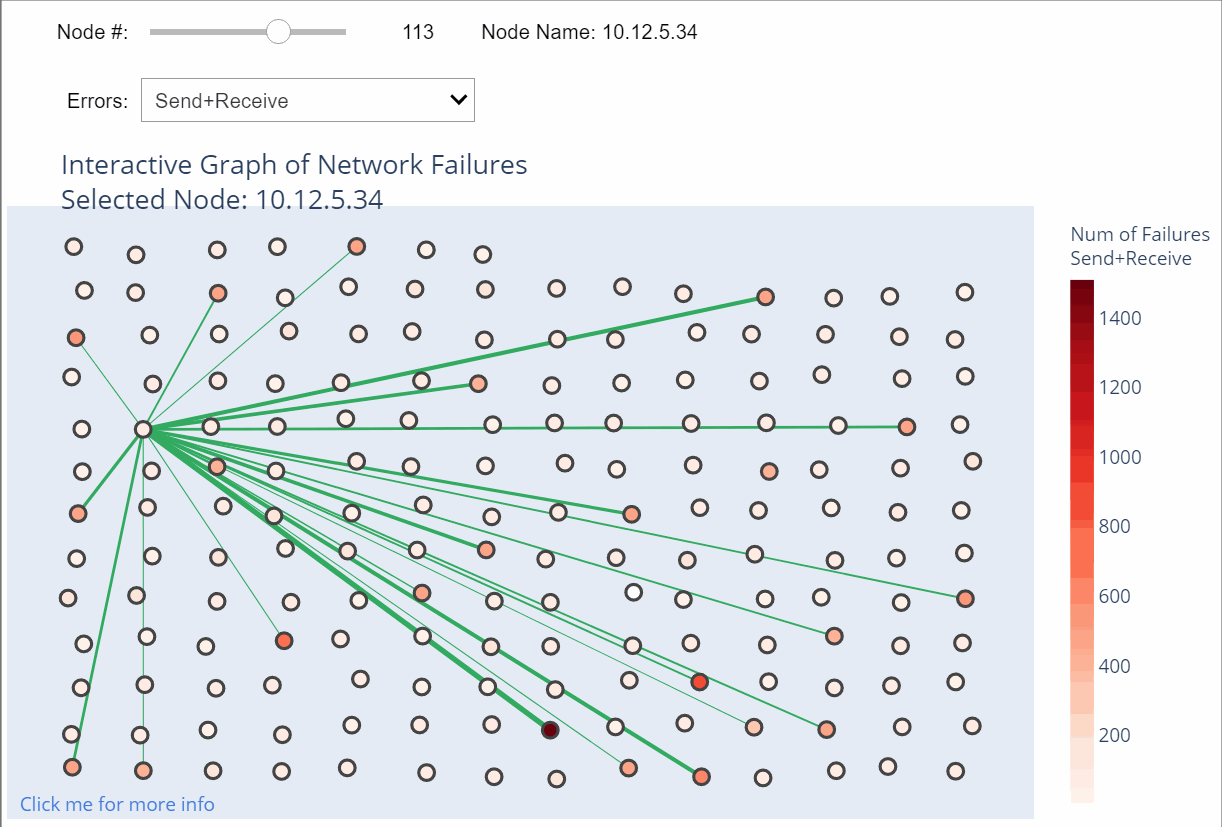 Node #: 113 Node Name: 10.12.5.34
Errors: Send+Receive
Interactive Graph of Network Failures
Selected Node: 10.12.5.34
Num of Failures
Send+Receive
1400
1200
1000
800
600
400
200
Click me for more info